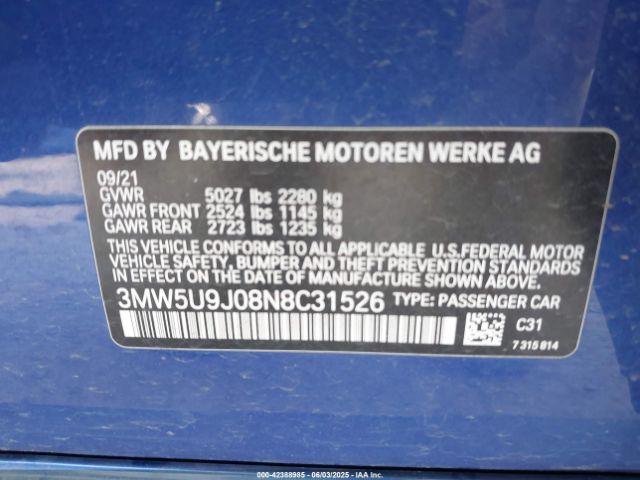 MFD BY BAYERISCHE MOTOREN WERKE AG
09/21
GVWR 5027 lbs 2280 kg
GAWR FRONT 2524 lbs 1145 kg
GAWR REAR 2723 lbs 1235 kg
THIS VEHICLE CONFORMS TO ALL APPLICABLE U.S.FEDERAL MOTOR
VEHICLE SAFETY, BUMPER AND THEFT PREVENTION STANDARDS
IN EFFECT ON THE DATE OF MANUFACTURE SHOWN ABOVE.
3MW5U9J08N8C31526 TYPE: PASSENGER CAR
C31
7 315 814
000-42388985 - 06/03/2025 - IAAI.CA